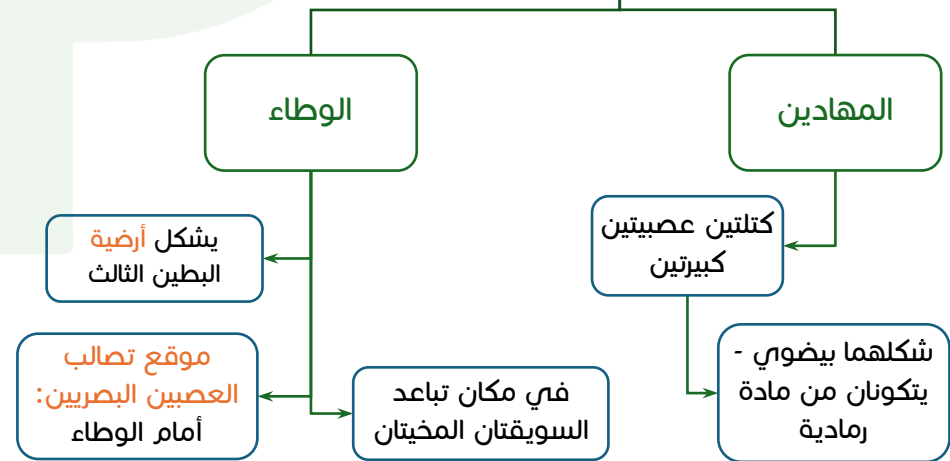 المهادين
الوطاء
كتلتين عصبيتين
كبيرتين
شكلهما بيضوي -
يتكونان من مادة
رمادية
يشكل أرضية
البطين الثالث
في مكان تباعد
السويقتان المخيتان
موقع تصالب
العصبين البصريين:
أمام الوطاء